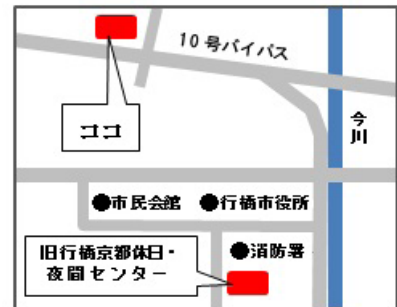 10号バイパス
ココ
今川
●市民会館 ●行橋市役所
旧行橋京都休日・
夜間センター
●消防署